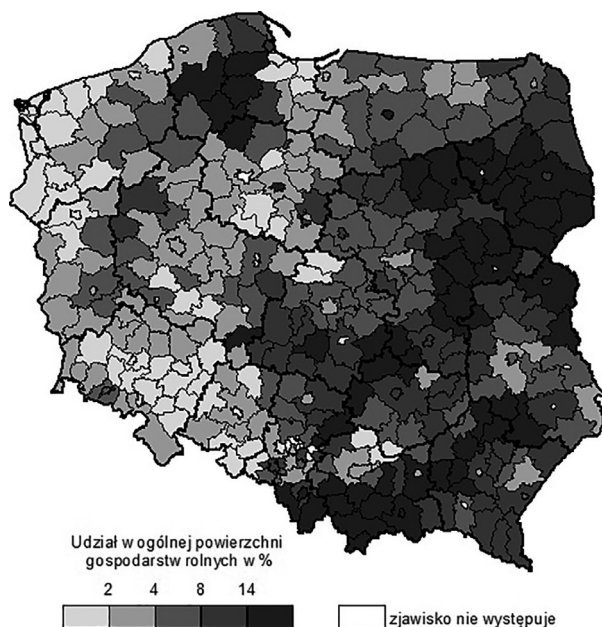 Udział w ogólnej powierzchni
gospodarstw rolnych w %
2 4 8 14
zjawisko nie występuje